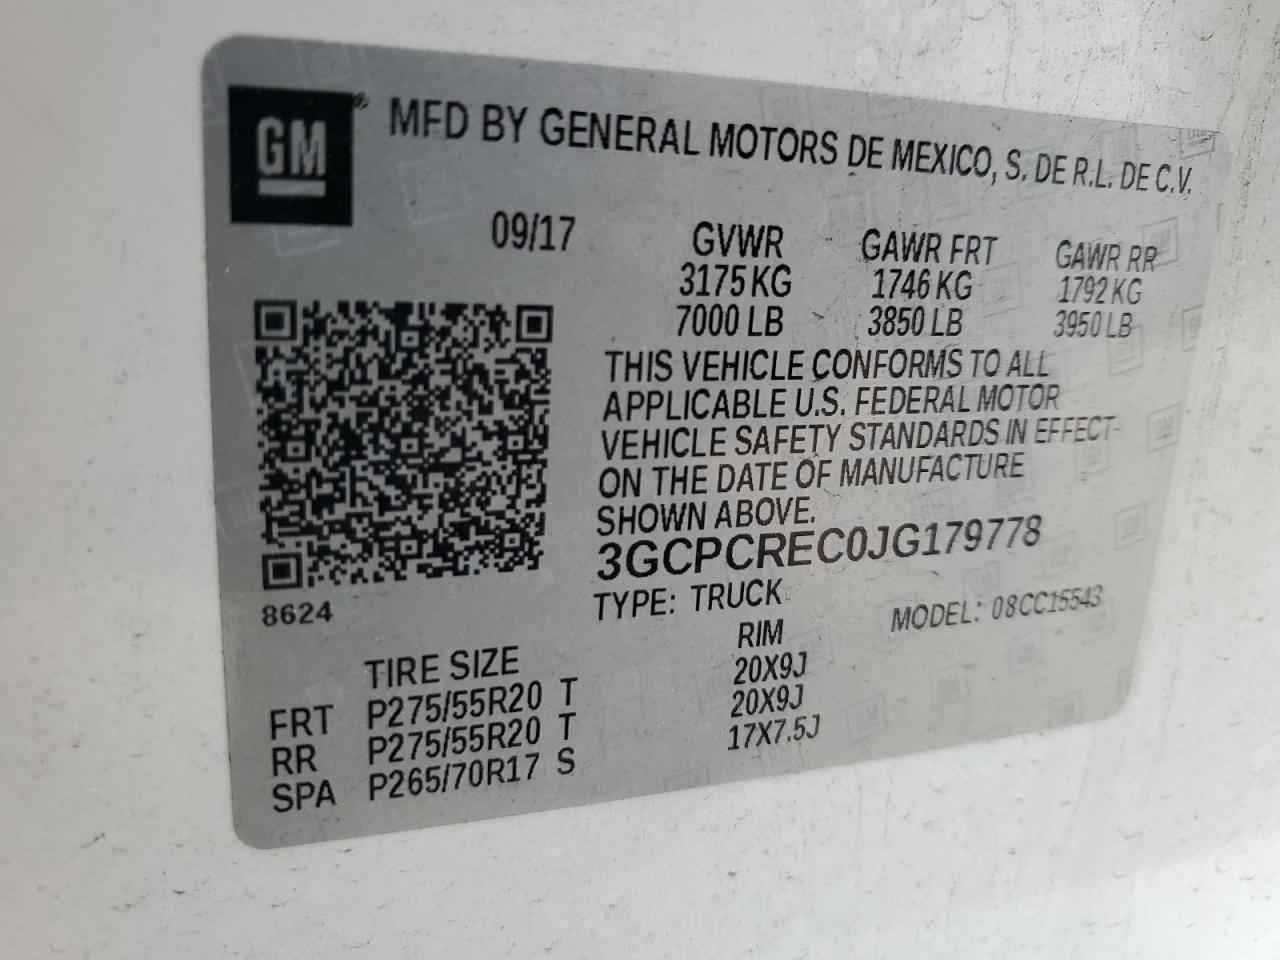 GM® MFD BY GENERAL MOTORS DE MEXICO, S. DE R.L. DE C.V.
09/17 GVWR GAWR FRT GAWR RR
3175 KG 1746 KG 1792 KG
7000 LB 3850 LB 3950 LB
THIS VEHICLE CONFORMS TO ALL
APPLICABLE U.S. FEDERAL MOTOR
VEHICLE SAFETY STANDARDS IN EFFECT
ON THE DATE OF MANUFACTURE
SHOWN ABOVE.
3GCPCREC0JG179778
8624 TYPE: TRUCK MODEL: 08CC15543
TIRE SIZE RIM
FRT P275/55R20 T 20X9J
RR P275/55R20 T 20X9J
SPA P265/70R17 S 17X7.5J